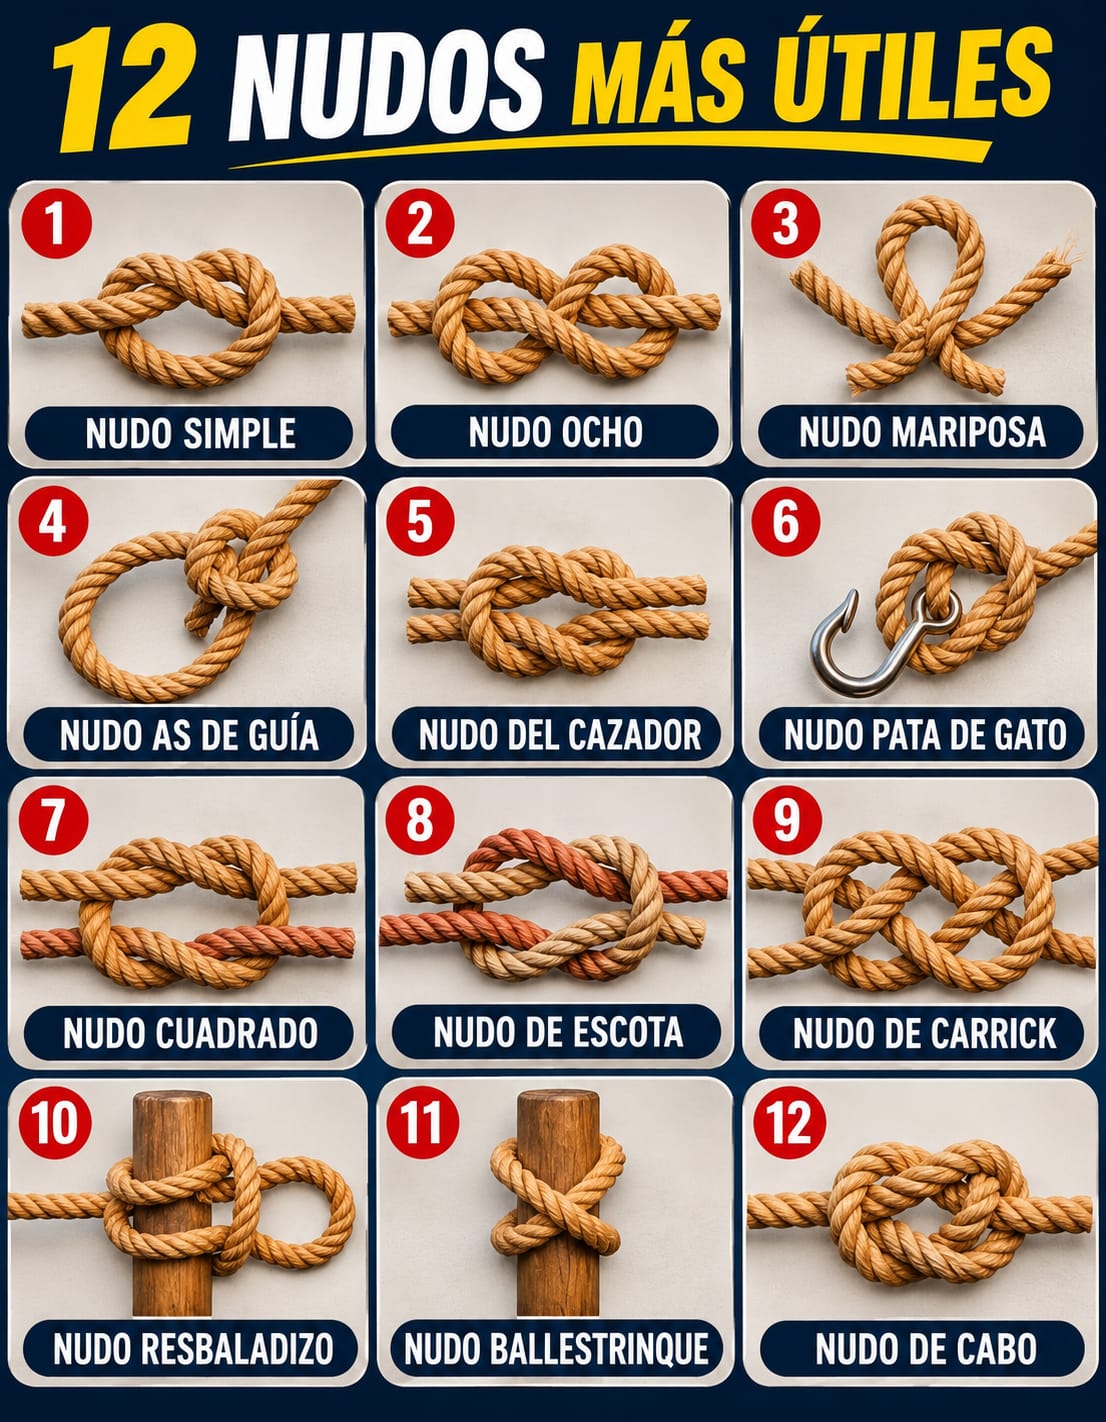 12 NUDOS MÁS ÚTILES
1
NUDO SIMPLE
2
NUDO OCHO
3
NUDO MARIPOSA
4
NUDO AS DE GUÍA
5
NUDO DEL CAZADOR
6
NUDO PATA DE GATO
7
NUDO CUADRADO
8
NUDO DE ESCOTA
9
NUDO DE CARRICK
10
NUDO RESBALADIZO
11
NUDO BALLESTRINQUE
12
NUDO DE CABO